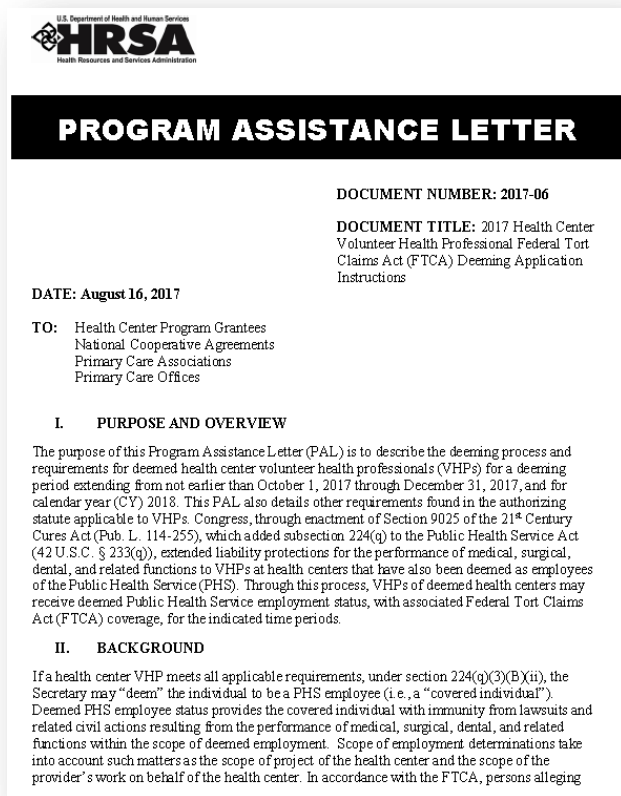 U.S. Department of Health and Human Services
HRSA
Health Resources and Services Administration
PROGRAM ASSISTANCE LETTER
DOCUMENT NUMBER: 2017-06
DOCUMENT TITLE: 2017 Health Center
Volunteer Health Professional Federal Tort
Claims Act (FTCA) Deeming Application
Instructions
DATE: August 16, 2017
TO: Health Center Program Grantees
National Cooperative Agreements
Primary Care Associations
Primary Care Offices
I. PURPOSE AND OVERVIEW
The purpose of this Program Assistance Letter (PAL) is to describe the deeming process and
requirements for deemed health center volunteer health professionals (VHPs) for a deeming
period extending from not earlier than October 1, 2017 through December 31, 2017, and for
calendar year (CY) 2018. This PAL also details other requirements found in the authorizing
statute applicable to VHPs. Congress, through enactment of Section 9025 of the 21st Century
Cures Act (Pub. L. 114-255), which added subsection 224(q) to the Public Health Service Act
(42 U.S.C. § 233(q)), extended liability protections for the performance of medical, surgical,
dental, and related functions to VHPs at health centers that have also been deemed as employees
of the Public Health Service (PHS). Through this process, VHPs of deemed health centers may
receive deemed Public Health Service employment status, with associated Federal Tort Claims
Act (FTCA) coverage, for the indicated time periods.
II. BACKGROUND
If a health center VHP meets all applicable requirements, under section 224(q)(3)(B)(ii), the
Secretary may “deem” the individual to be a PHS employee (i.e., a “covered individual”).
Deemed PHS employee status provides the covered individual with immunity from lawsuits and
related civil actions resulting from the performance of medical, surgical, dental, and related
functions within the scope of deemed employment. Scope of employment determinations take
into account such matters as the scope of project of the health center and the scope of the
provider’s work on behalf of the health center. In accordance with the FTCA, persons alleging